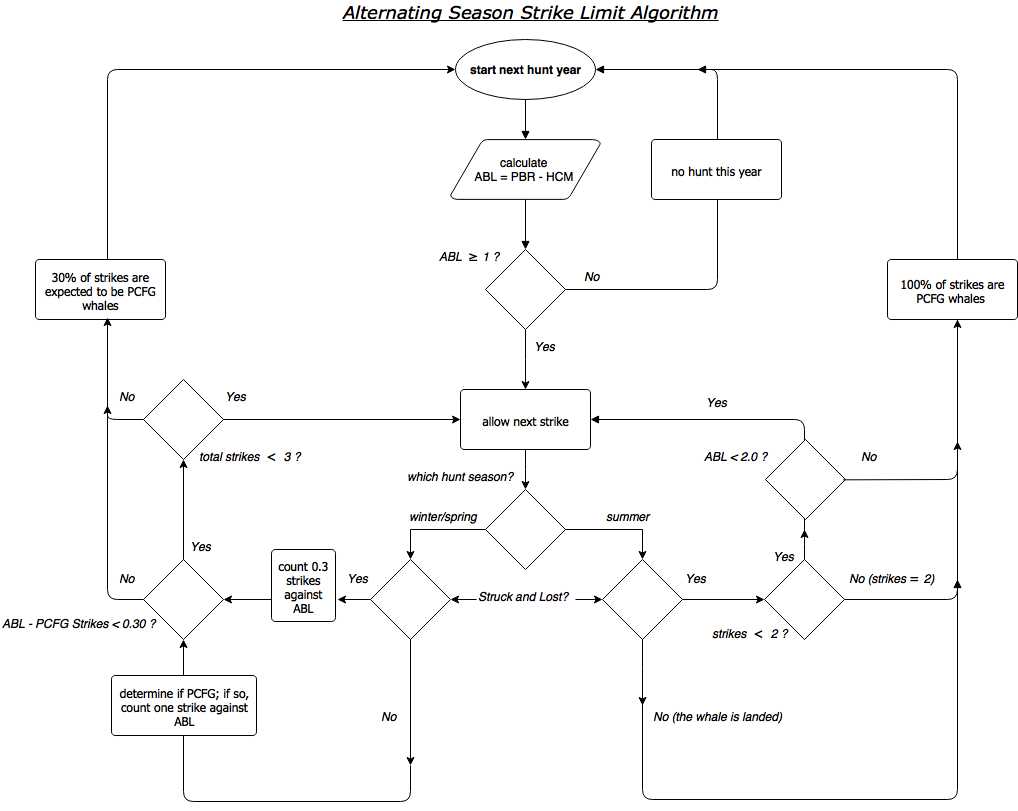 Alternating Season Strike Limit Algorithm
start next hunt year
calculate
ABL = PBR - HCM
no hunt this year
ABL ≥ 1 ?
No
30% of strikes are
expected to be PCFG
whales
100% of strikes are
PCFG whales
Yes
No
Yes
allow next strike
Yes
total strikes < 3 ?
ABL < 2.0 ?
No
which hunt season?
winter/spring
summer
Yes
No
count 0.3
strikes
against
ABL
Yes
Struck and Lost?
Yes
Yes
No (strikes = 2)
ABL - PCFG Strikes < 0.30 ?
strikes < 2 ?
determine if PCFG; if so,
count one strike against
ABL
No
No (the whale is landed)